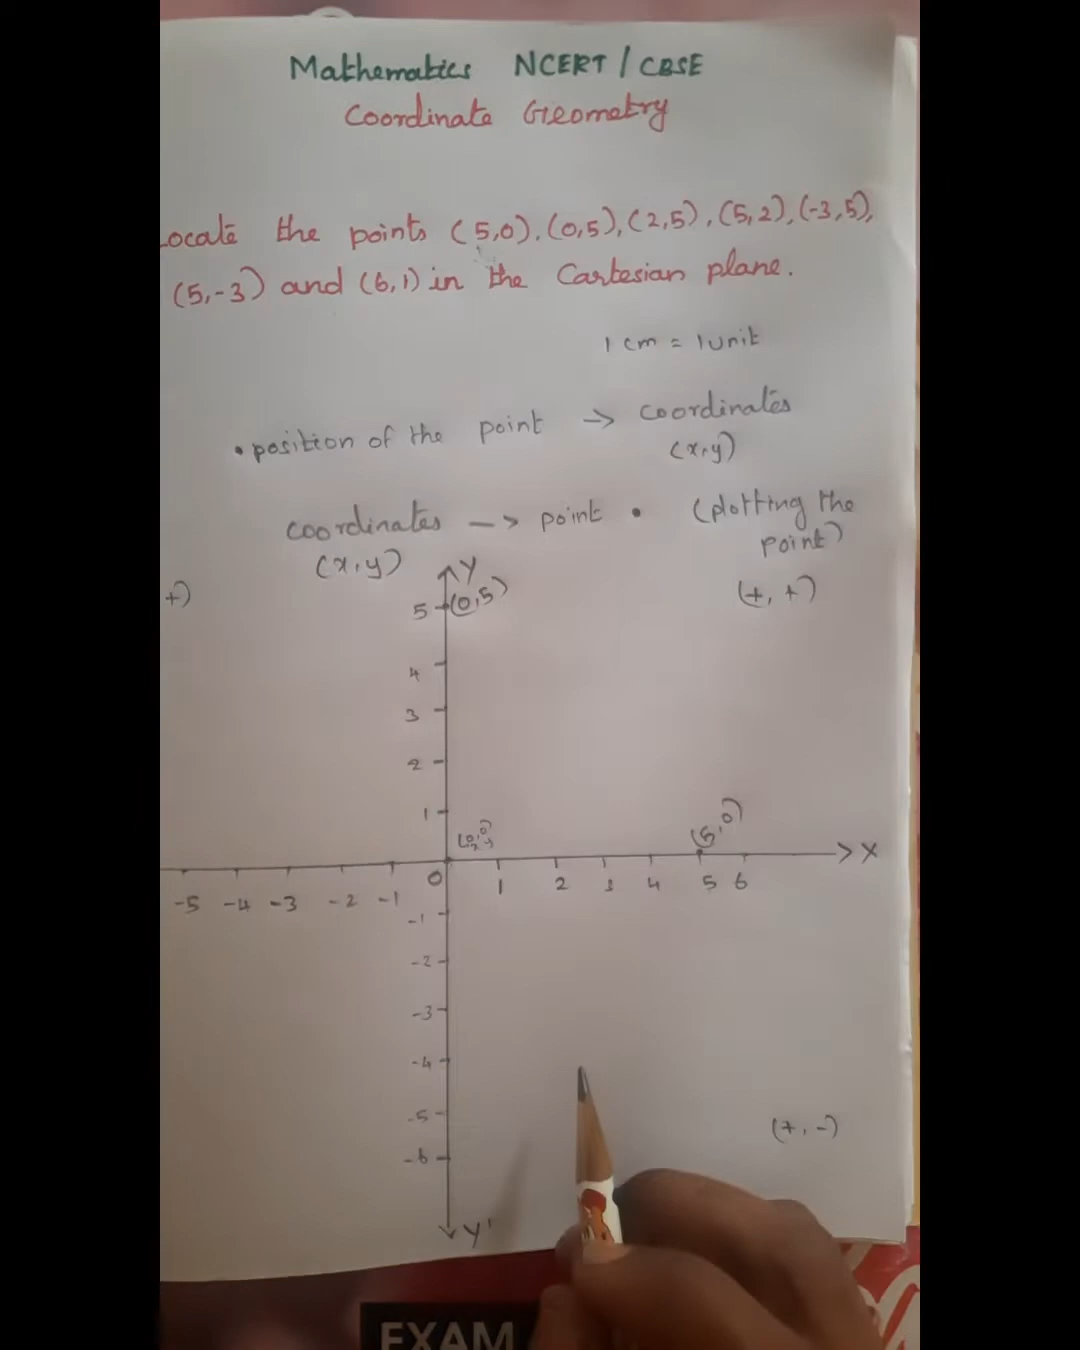 Mathematics NCERT / CBSE
Coordinate Geometry
Locate the points (5,0), (0,5), (2,5), (5,2), (-3,5),
(5,-3) and (6,1) in the Cartesian plane.
1 cm = 1 unit
• position of the point -> coordinates
(x,y)
coordinates -> point • (plotting the
point)
(x,y)
Y
+)
(+, +)
5 (0,5)
4
3
2
1
(0,0)
(5,0)
X
0 1 2 3 4 5 6
-5 -4 -3 -2 -1
-1
-2
-3
-4
-5
(+, -)
-6
Y'
EXAM